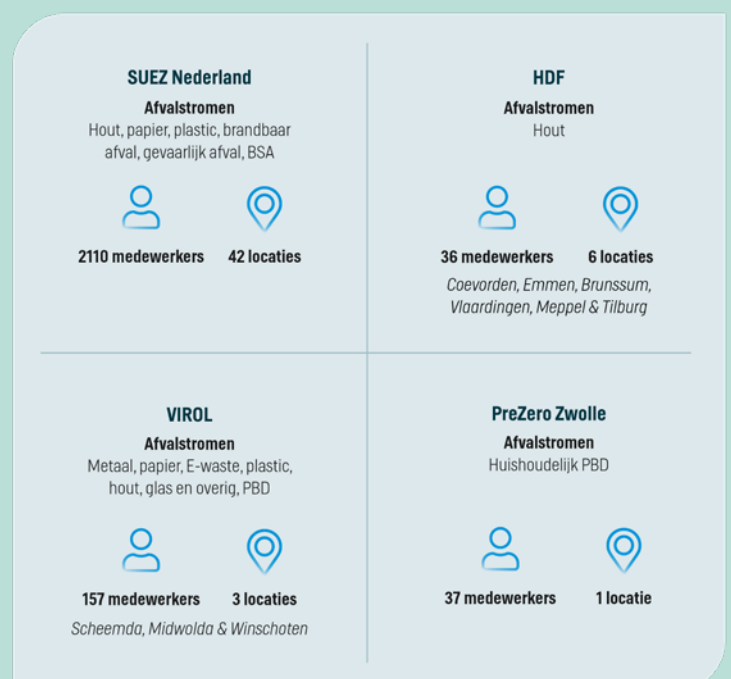 SUEZ Nederland
Afvalstromen
Hout, papier, plastic, brandbaar
afval, gevaarlijk afval, BSA
2110 medewerkers
42 locaties
HDF
Afvalstromen
Hout
36 medewerkers
6 locaties
Coevorden, Emmen, Brunssum,
Vlaardingen, Meppel & Tilburg
VIROL
Afvalstromen
Metaal, papier, E-waste, plastic,
hout, glas en overig, PBD
157 medewerkers
3 locaties
Scheemda, Midwolda & Winschoten
PreZero Zwolle
Afvalstromen
Huishoudelijk PBD
37 medewerkers
1 locatie